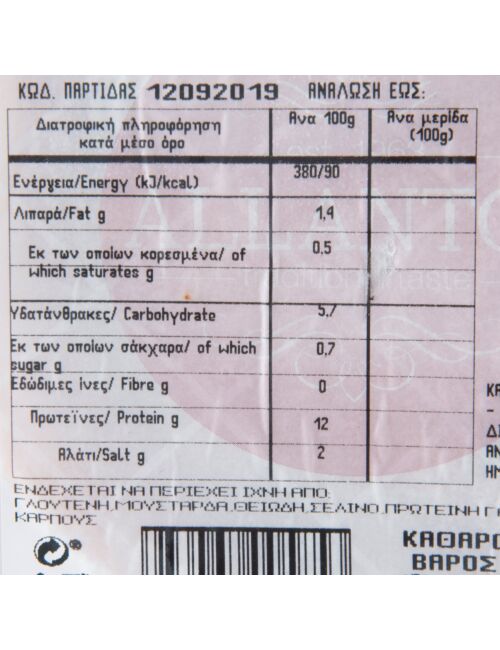 ΚΩΔ. ΠΑΡΤΙΔΑΣ 12092019 ΑΝΑΛΩΣΗ ΕΩΣ:
Διατροφική πληροφόρηση κατά μέσο όρο Ανα 100g Ανα μερίδα (100g)
Ενέργεια/Energy (kJ/kcal) 380/90
Λιπαρά/Fat g 1,4
Εκ των οποίων κορεσμένα/ of which saturates g 0,5
Υδατάνθρακες/ Carbohydrate 5,7
Εκ των οποίων σάκχαρα/ of which sugar g 0,7
Εδώδιμες ίνες/ Fibre g 0
Πρωτεϊνες/ Protein g 12
Αλάτι/Salt g 2
ΕΝΔΕΧΕΤΑΙ ΝΑ ΠΕΡΙΕΧΕΙ ΙΧΝΗ ΑΠΟ:
ΓΛΟΥΤΕΝΗ,ΜΟΥΣΤΑΡΔΑ,ΘΕΙΩΔΗ,ΣΕΛΙΝΟ,ΠΡΩΤΕΙΝΗ ΓΑ
ΚΑΡΠΟΥΣ
ΚΑΘΑΡΟ
ΒΑΡΟΣ